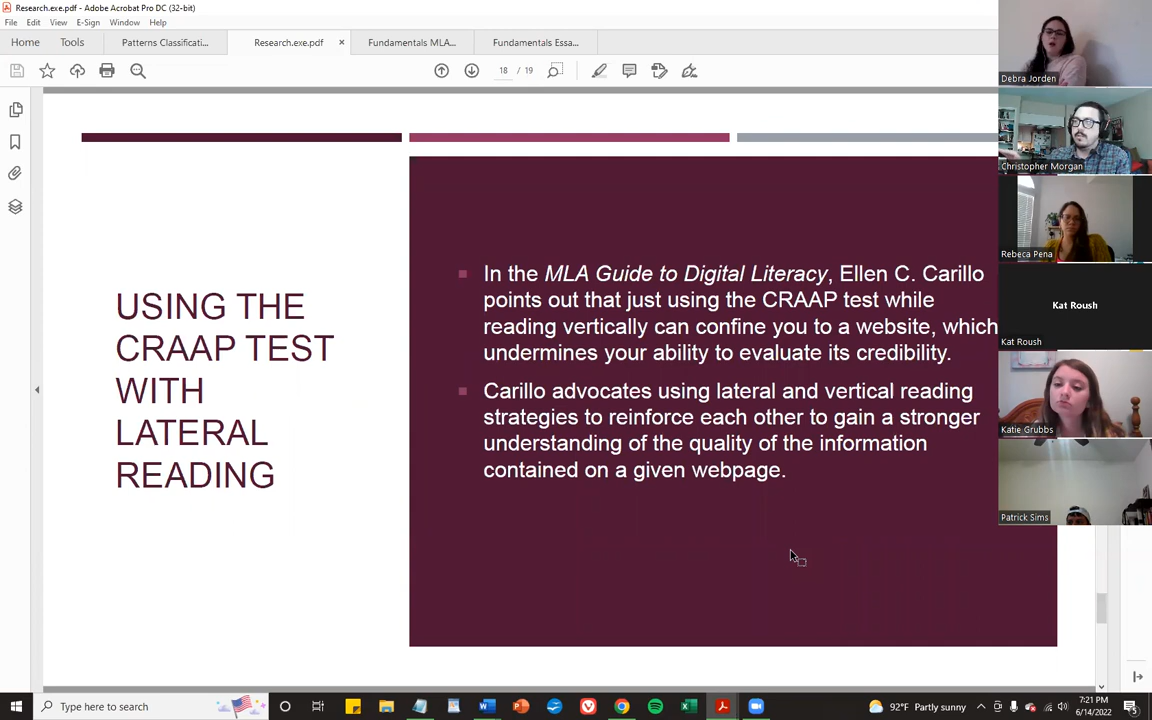 Research.exe.pdf - Adobe Acrobat Pro DC (32-bit)
File Edit View E-Sign Window Help
Home Tools Patterns Classificati... Research.exe.pdf × Fundamentals MLA... Fundamentals Essa...
18 / 19
USING THE
CRAAP TEST
WITH
LATERAL
READING
In the MLA Guide to Digital Literacy, Ellen C. Carillo
points out that just using the CRAAP test while
reading vertically can confine you to a website, which
undermines your ability to evaluate its credibility.
Carillo advocates using lateral and vertical reading
strategies to reinforce each other to gain a stronger
understanding of the quality of the information
contained on a given webpage.
Debra Jorden
Christopher Morgan
Rebeca Pena
Kat Roush
Kat Roush
Katie Grubbs
Patrick Sims
Type here to search
92°F Partly sunny
7:21 PM
6/14/2022